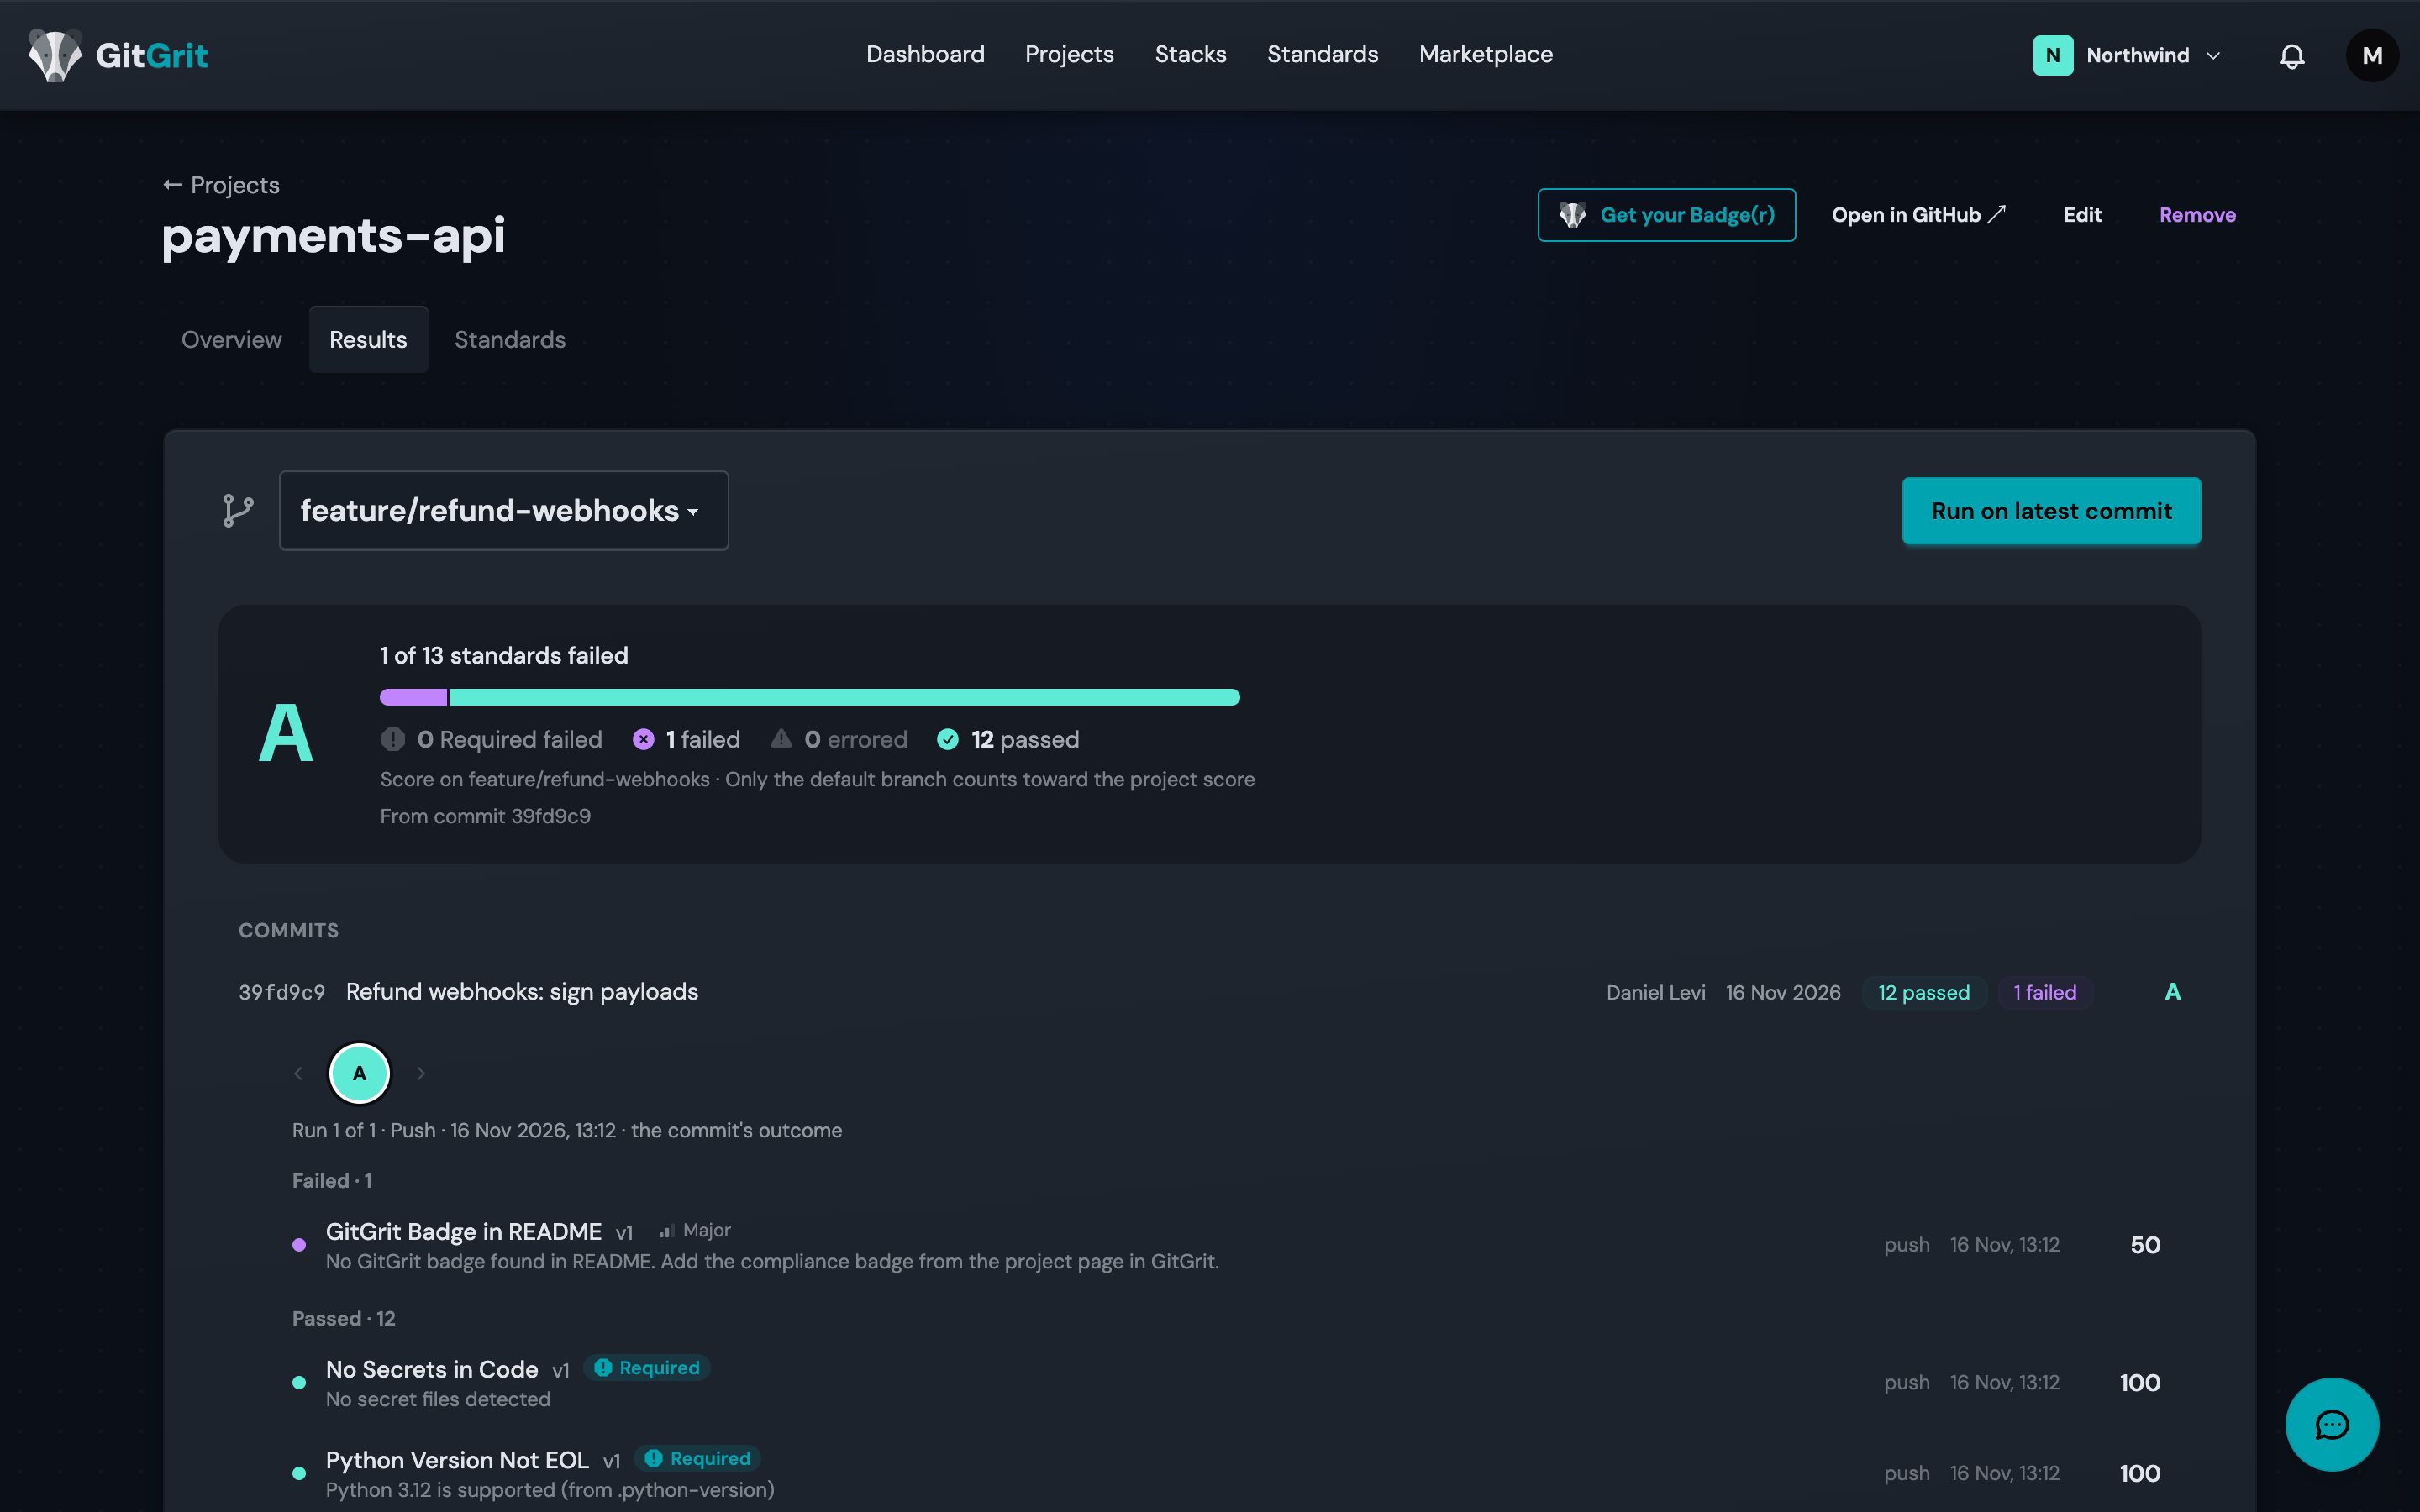 GitGrit
Dashboard Projects Stacks Standards Marketplace
N Northwind
M
← Projects
payments-api
Get your Badge(r)
Open in GitHub ↗
Edit
Remove
Overview Results Standards
feature/refund-webhooks
Run on latest commit
A
1 of 13 standards failed
0 Required failed 1 failed 0 errored 12 passed
Score on feature/refund-webhooks · Only the default branch counts toward the project score
From commit 39fd9c9
COMMITS
39fd9c9 Refund webhooks: sign payloads Daniel Levi 16 Nov 2026 12 passed 1 failed A
A
Run 1 of 1 · Push · 16 Nov 2026, 13:12 · the commit's outcome
Failed · 1
GitGrit Badge in README v1 Major
No GitGrit badge found in README. Add the compliance badge from the project page in GitGrit.
push 16 Nov, 13:12 50
Passed · 12
No Secrets in Code v1 Required
No secret files detected
push 16 Nov, 13:12 100
Python Version Not EOL v1 Required
Python 3.12 is supported (from .python-version)
push 16 Nov, 13:12 100